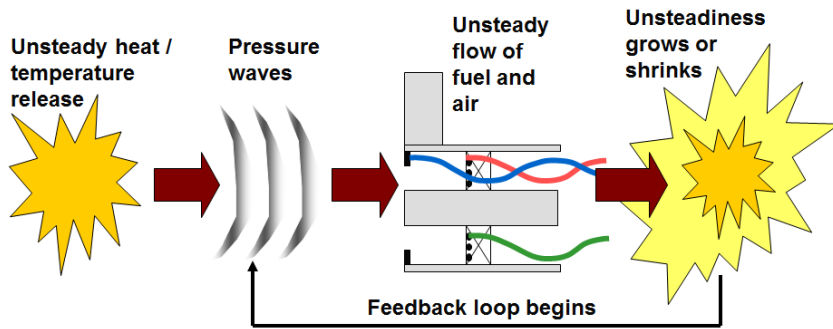 Unsteady heat /
temperature
release
Pressure
waves
Unsteady
flow of
fuel and
air
Unsteadiness
grows or
shrinks
Feedback loop begins